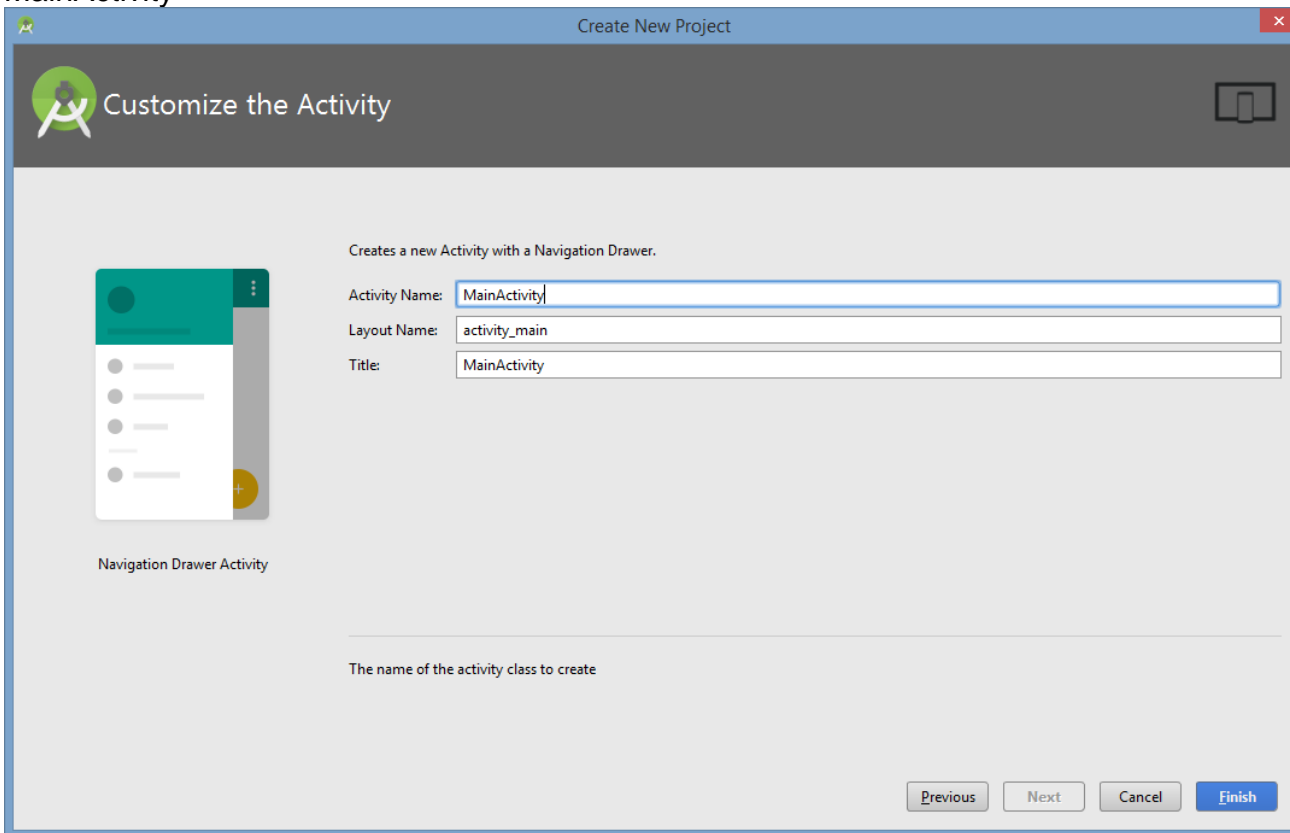 MainActivity
Create New Project
Customize the Activity
Creates a new Activity with a Navigation Drawer.
Activity Name: MainActivity
Layout Name: activity_main
Title: MainActivity
Navigation Drawer Activity
The name of the activity class to create
Previous Next Cancel Finish